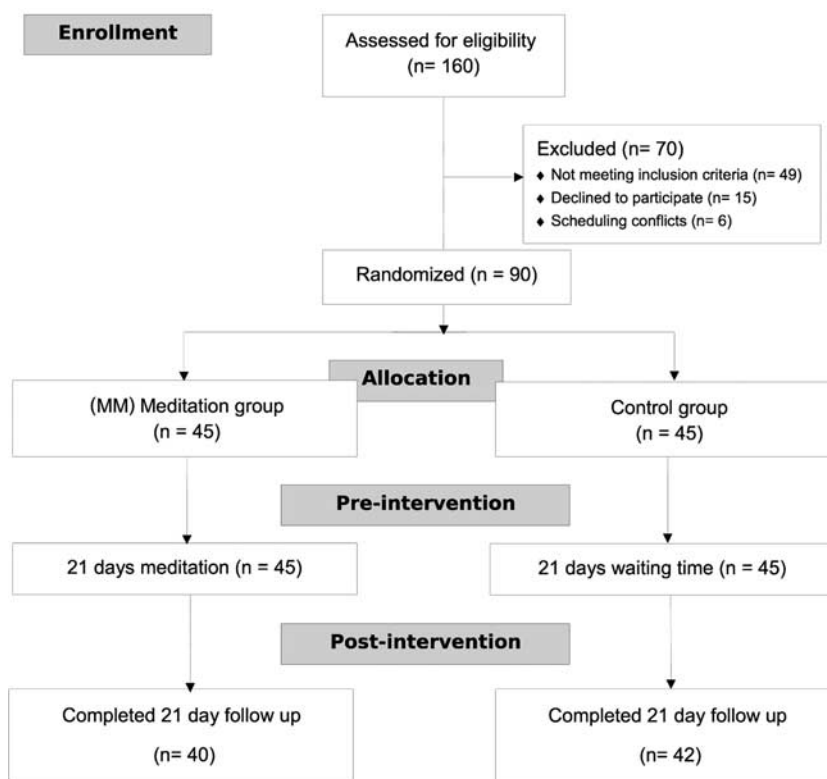 Enrollment
Assessed for eligibility
(n= 160)
Excluded (n= 70)
♦ Not meeting inclusion criteria (n= 49)
♦ Declined to participate (n= 15)
♦ Scheduling conflicts (n= 6)
Randomized (n = 90)
Allocation
(MM) Meditation group
(n = 45)
Control group
(n = 45)
Pre-intervention
21 days meditation (n = 45)
21 days waiting time (n = 45)
Post-intervention
Completed 21 day follow up
(n= 40)
Completed 21 day follow up
(n= 42)